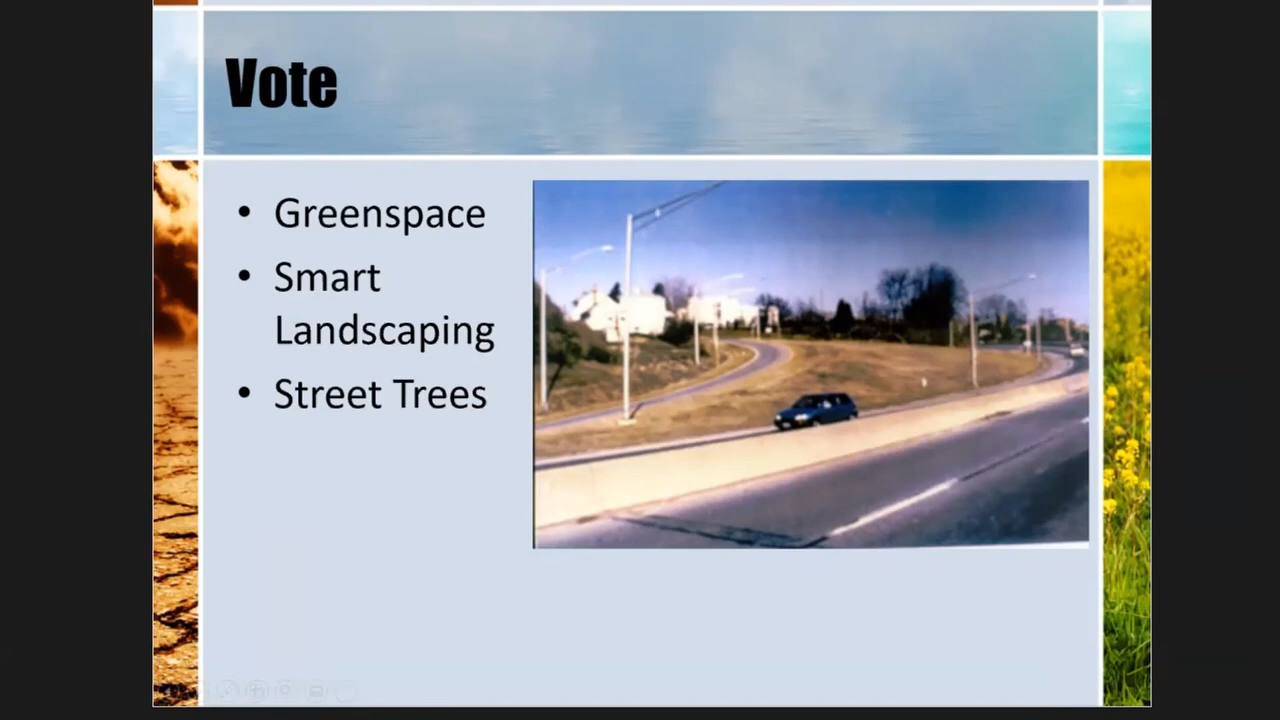 Vote
• Greenspace
• Smart
Landscaping
• Street Trees